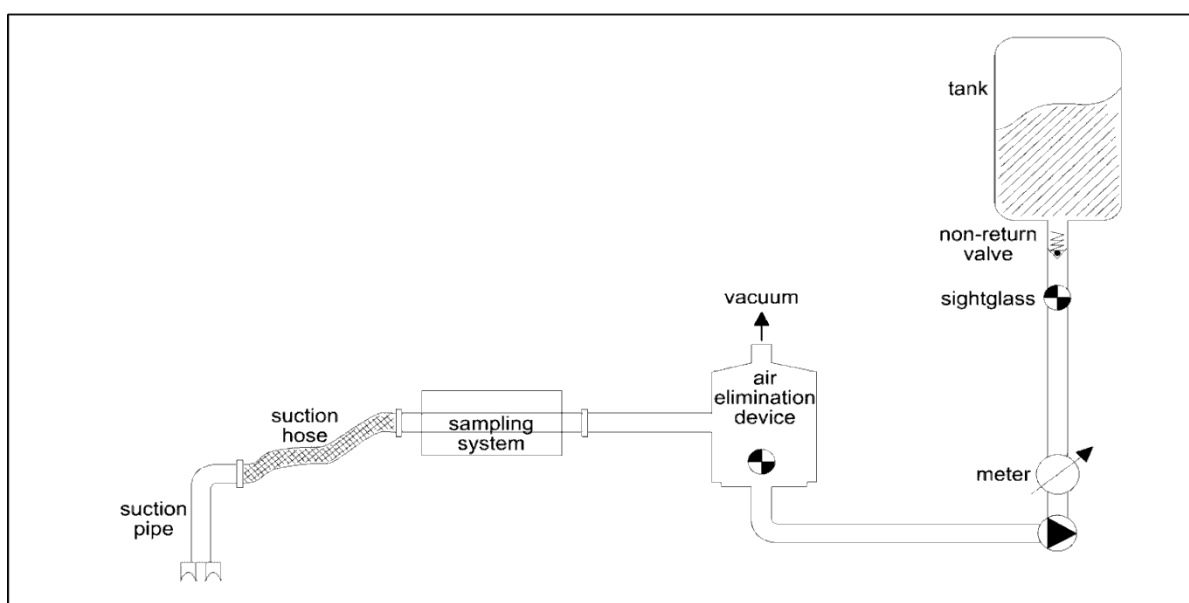 tank
non-return
valve
sightglass
vacuum
air
elimination
device
suction
hose
sampling
system
meter
suction
pipe